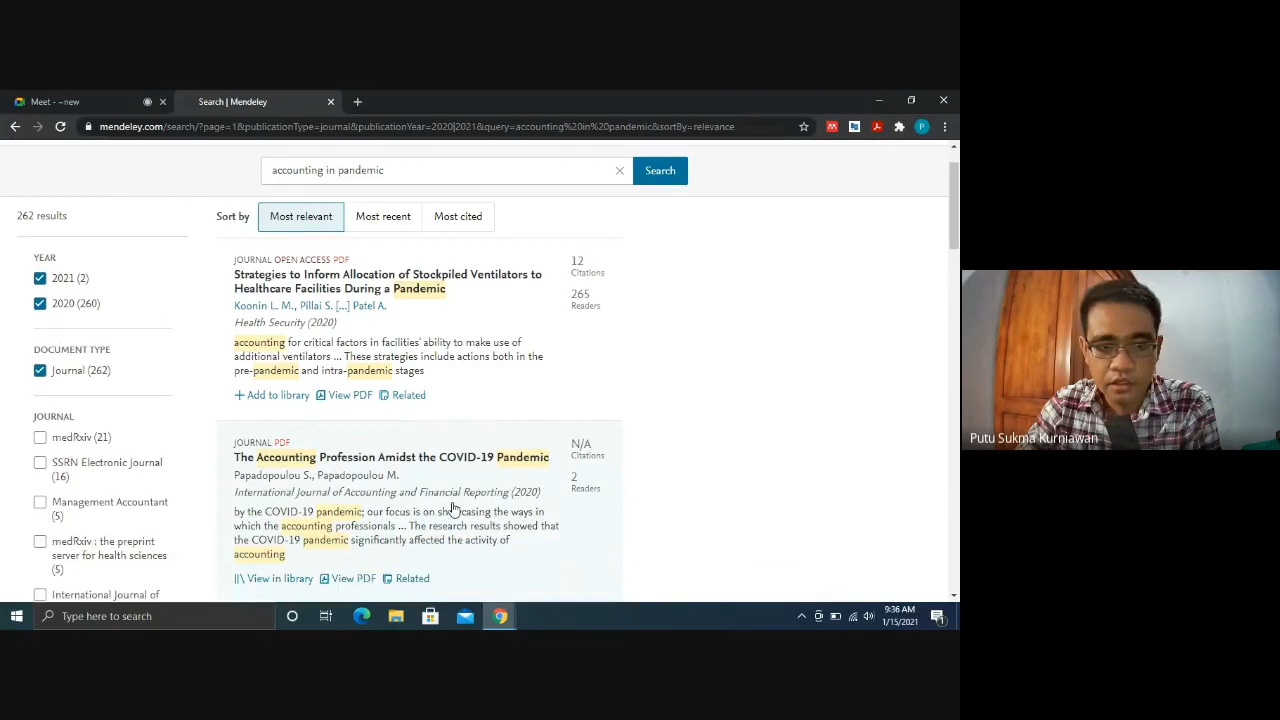 Meet - ~new
Search | Mendeley
mendeley.com/search/?page=1&publicationType=journal&publicationYear=2020|2021&query=accounting%20in%20pandemic&sortBy=relevance
P
accounting in pandemic
Search
262 results
Sort by
Most relevant
Most recent
Most cited
YEAR
2021 (2)
2020 (260)
DOCUMENT TYPE
Journal (262)
JOURNAL
medRxiv (21)
SSRN Electronic Journal
(16)
Management Accountant
(5)
medRxiv : the preprint
server for health sciences
(5)
International Journal of
JOURNAL OPEN ACCESS PDF
Strategies to Inform Allocation of Stockpiled Ventilators to
Healthcare Facilities During a Pandemic
Koonin L. M., Pillai S. [...] Patel A.
Health Security (2020)
accounting for critical factors in facilities' ability to make use of
additional ventilators ... These strategies include actions both in the
pre-pandemic and intra-pandemic stages
+ Add to library View PDF Related
12
Citations
265
Readers
JOURNAL PDF
The Accounting Profession Amidst the COVID-19 Pandemic
Papadopoulou S., Papadopoulou M.
International Journal of Accounting and Financial Reporting (2020)
by the COVID-19 pandemic; our focus is on showcasing the ways in
which the accounting professionals ... The research results showed that
the COVID-19 pandemic significantly affected the activity of
accounting
View in library View PDF Related
N/A
Citations
2
Readers
Putu Sukma Kurniawan
Type here to search
9:36 AM
1/15/2021
1